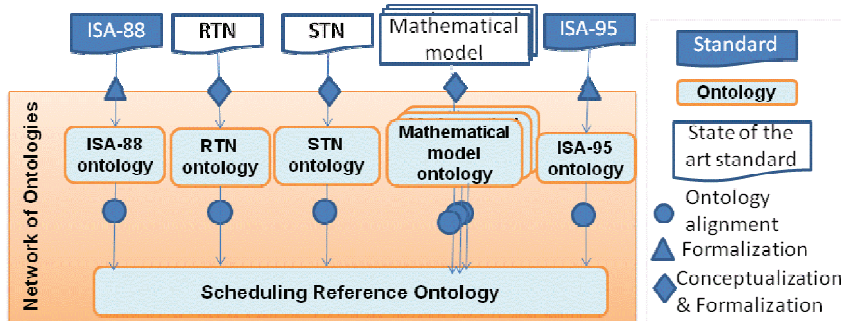 ISA-88
RTN
STN
Mathematical
model
ISA-95
Standard
Ontology
State of the
art standard
Ontology
alignment
Formalization
Conceptualization
& Formalization
Network of Ontologies
ISA-88
ontology
RTN
ontology
STN
ontology
Mathematical
model
ontology
ISA-95
ontology
Scheduling Reference Ontology